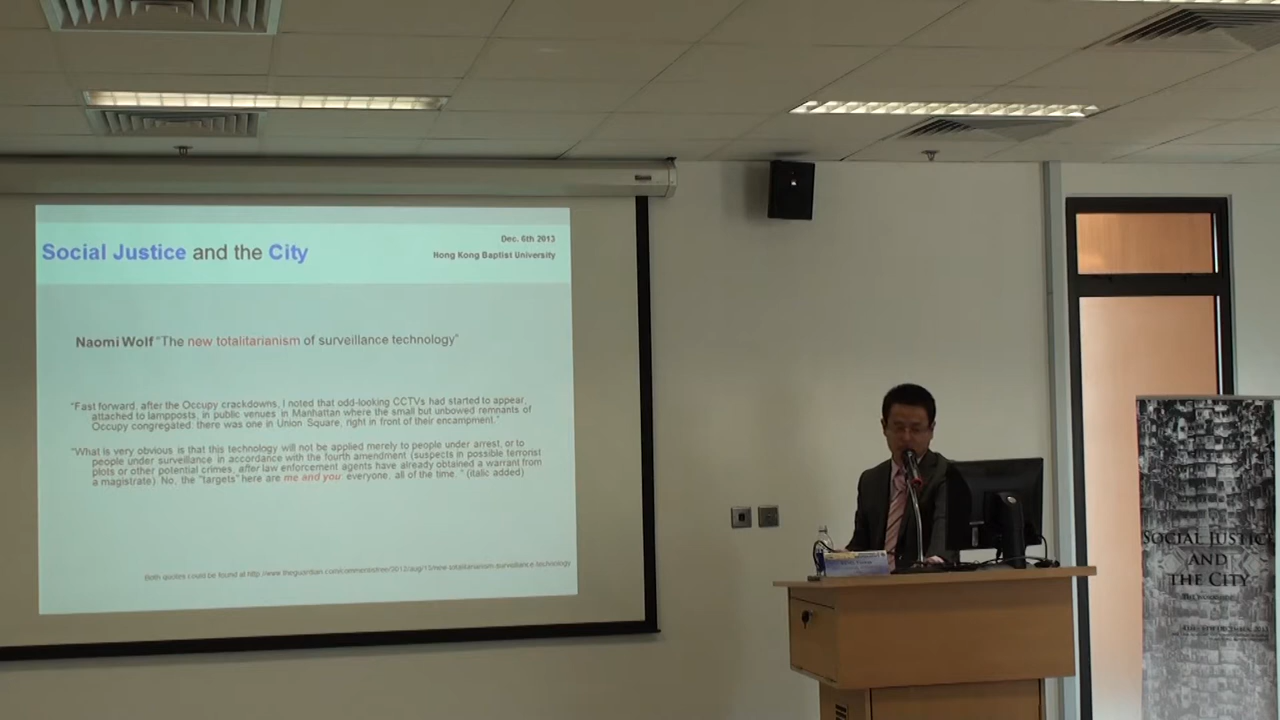 Social Justice and the City
Dec. 6th 2013
Hong Kong Baptist University
Naomi Wolf “The new totalitarianism of surveillance technology”
“Fast forward, after the Occupy crackdowns, I noted that odd-looking CCTVs had started to appear,
attached to lampposts, in public venues in Manhattan where the small but unbowed remnants of
Occupy congregated: there was one in Union Square, right in front of their encampment.”
“What is very obvious is that this technology will not be applied merely to people under arrest, or to
people under surveillance in accordance with the fourth amendment (suspects in possible terrorist
plots or other potential crimes, after law enforcement agents have already obtained a warrant from
a magistrate). No, the “targets” here are me and you: everyone, all of the time. ” (italic added)
Both quotes could be found at http://www.theguardian.com/commentisfree/2012/aug/15/new-totalitarianism-surveillance-technology
Social Justice
and
the City